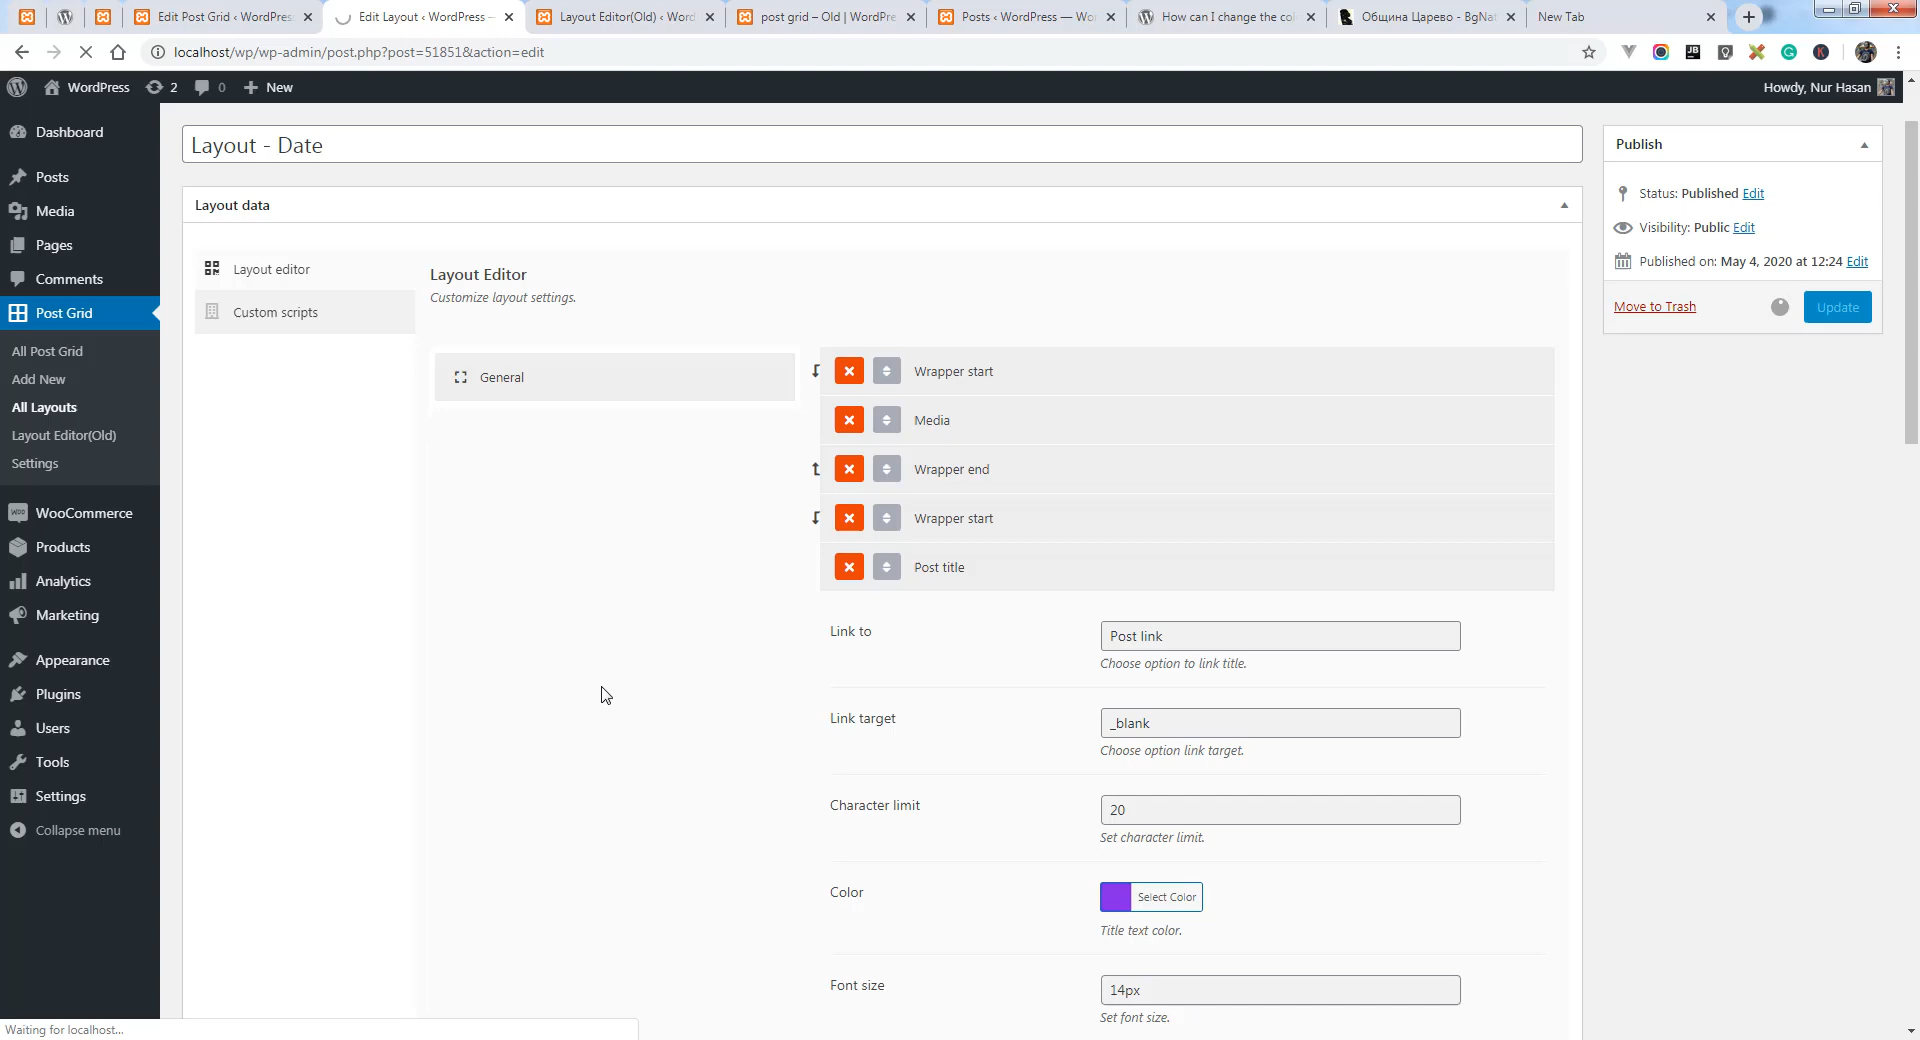 Edit Post Grid ‹ WordPress
Edit Layout ‹ WordPress —
Layout Editor(Old) ‹ Word
post grid – Old | WordPre
Posts ‹ WordPress — Wo
How can I change the co
Община Царево - BgNa
New Tab
localhost/wp/wp-admin/post.php?post=51851&action=edit
WordPress
2
0
New
Howdy, Nur Hasan
Dashboard
Posts
Media
Pages
Comments
Post Grid
All Post Grid
Add New
All Layouts
Layout Editor(Old)
Settings
WooCommerce
Products
Analytics
Marketing
Appearance
Plugins
Users
Tools
Settings
Collapse menu
Waiting for localhost...
Layout - Date
Layout data
Layout editor
Custom scripts
Layout Editor
Customize layout settings.
General
Wrapper start
Media
Wrapper end
Wrapper start
Post title
Link to
Post link
Choose option to link title.
Link target
_blank
Choose option link target.
Character limit
20
Set character limit.
Color
Select Color
Title text color.
Font size
14px
Set font size.
Publish
Status: Published Edit
Visibility: Public Edit
Published on: May 4, 2020 at 12:24 Edit
Move to Trash
Update